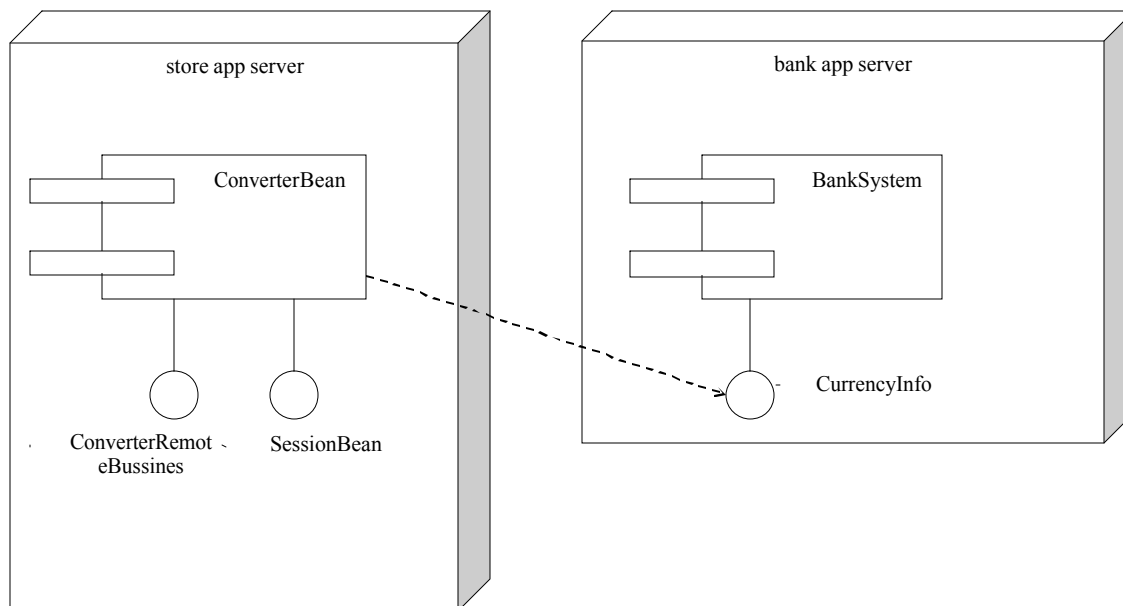 store app server
bank app server
ConverterBean
BankSystem
CurrencyInfo
ConverterRemot
eBussines
SessionBean